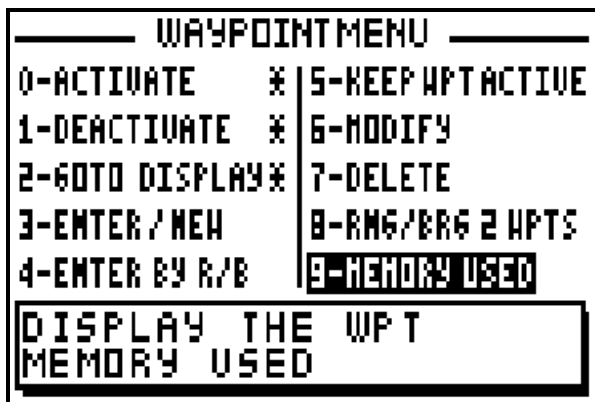 WAYPOINT MENU
0-ACTIVATE *
1-DEACTIVATE *
2-GOTO DISPLAY*
3-ENTER / NEW
4-ENTER BY R/B
5-KEEP WPT ACTIVE
6-MODIFY
7-DELETE
8-RNG/BRG 2 WPTS
9-MEMORY USED
DISPLAY THE WPT
MEMORY USED